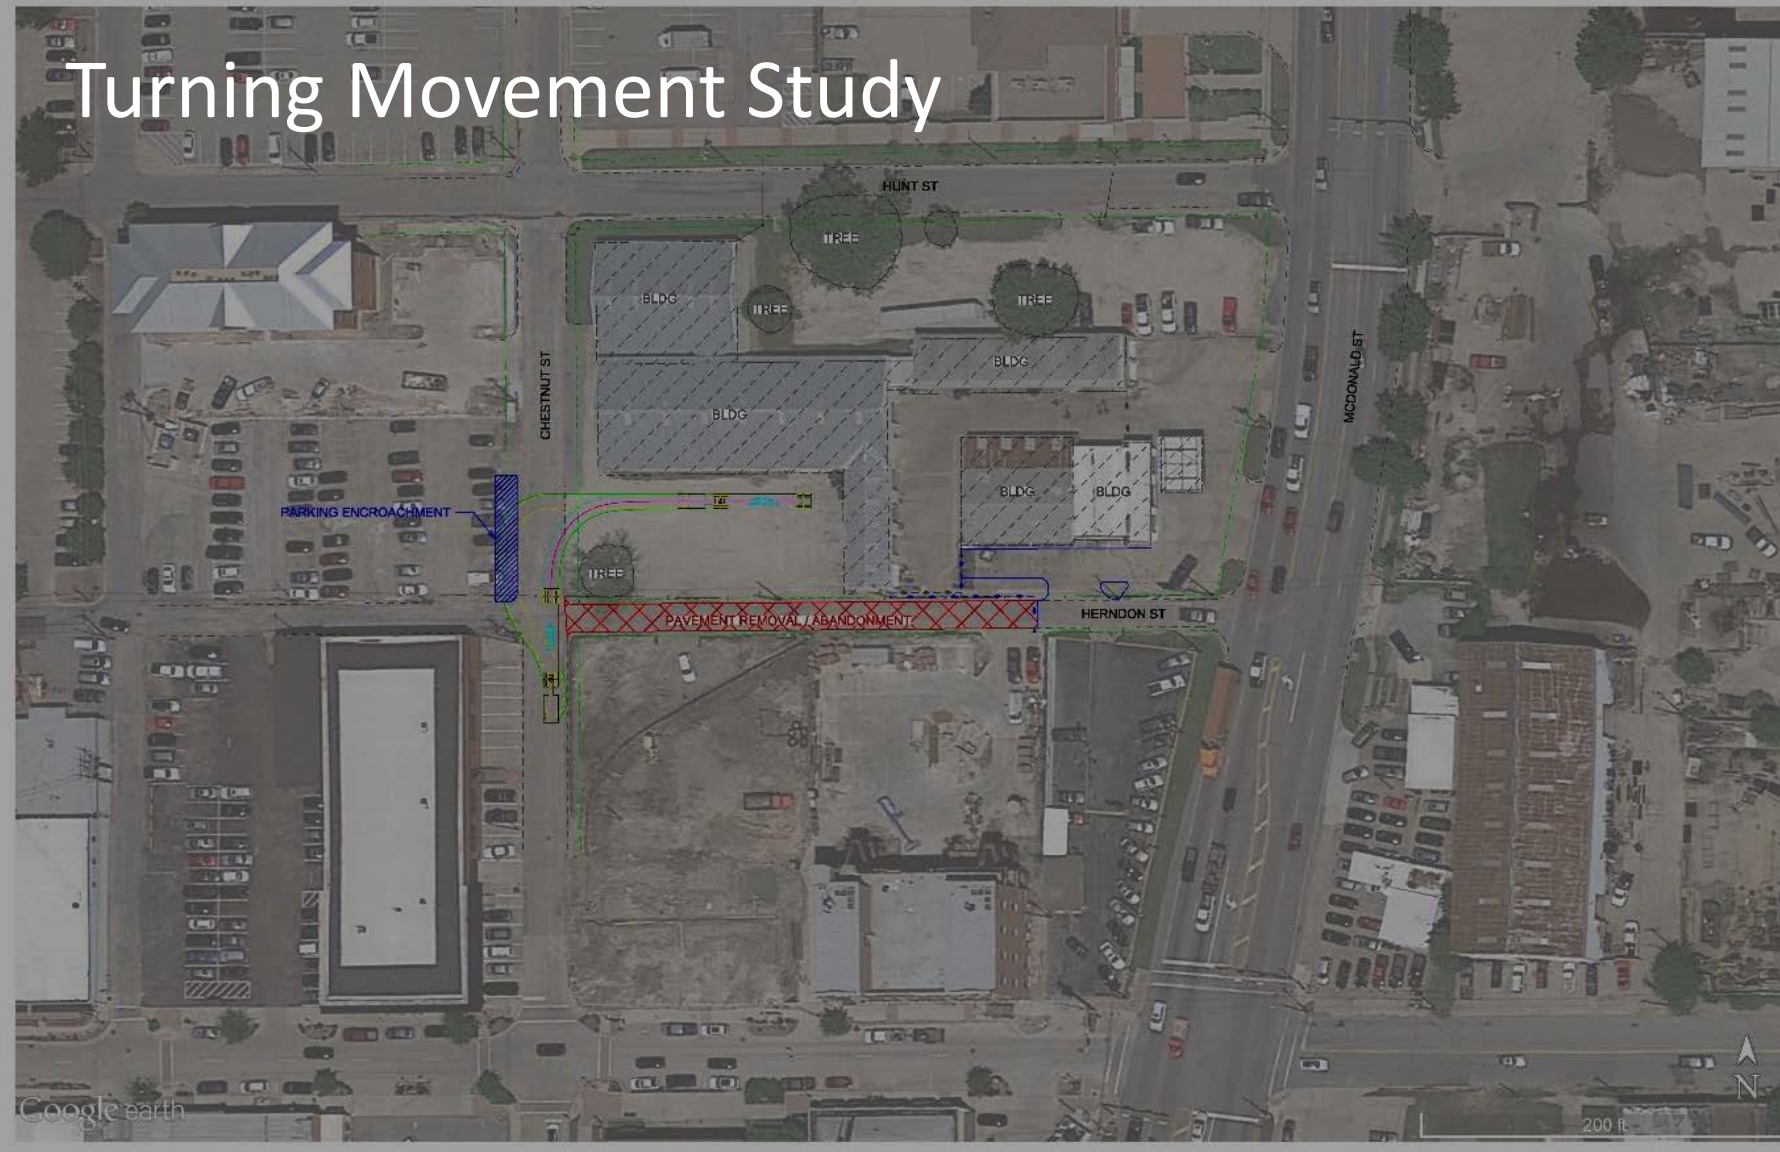 Turning Movement Study
HUNT ST
TREE
BLDG
TREE
TREE
BLDG
CHESTNUT ST
MCDONALD ST
BLDG
BLDG
BLDG
PARKING ENCROACHMENT
TREE
PAVEMENT REMOVAL / ABANDONMENT
HERNDON ST
N
Google earth
200 ft